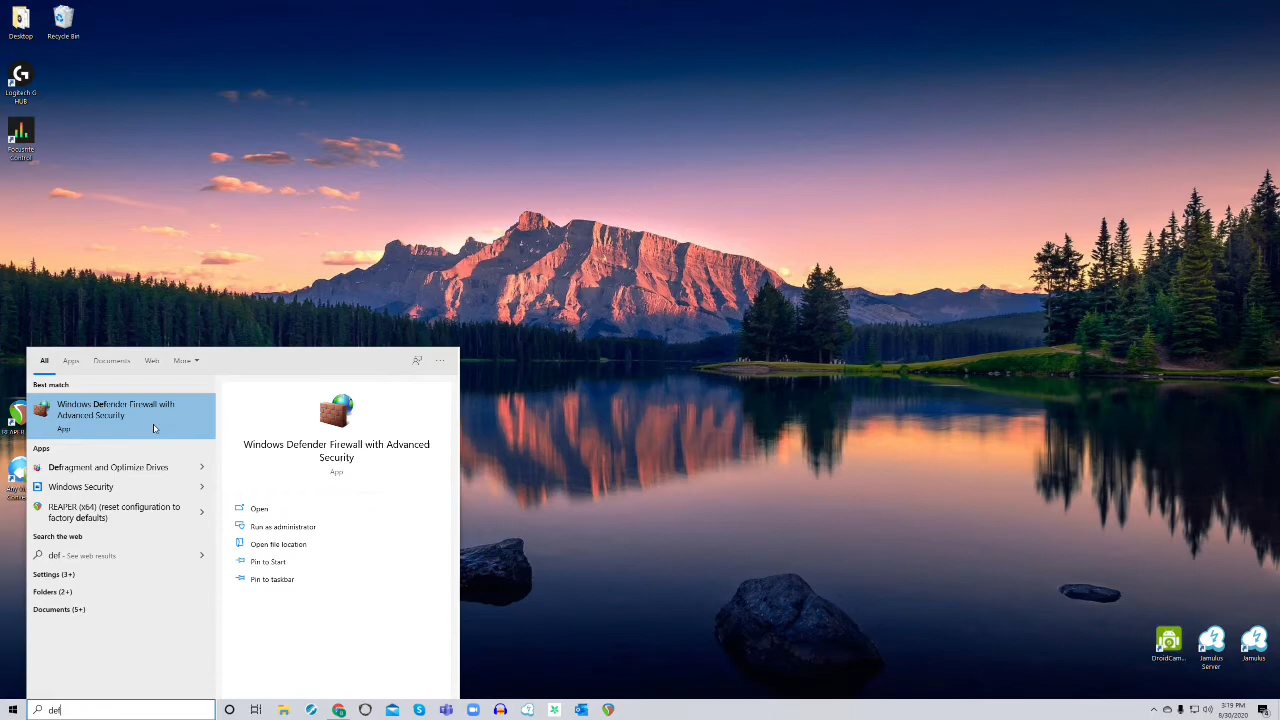 Desktop
Recycle Bin
Logitech G
HUB
Focusrite
Control
All
Apps
Documents
Web
More
Best match
Windows Defender Firewall with
Advanced Security
App
Apps
Defragment and Optimize Drives
Windows Security
REAPER (x64) (reset configuration to
factory defaults)
Search the web
def - See web results
Settings (3+)
Folders (2+)
Documents (5+)
Windows Defender Firewall with Advanced
Security
App
Open
Run as administrator
Open file location
Pin to Start
Pin to taskbar
DroidCam...
Jamulus
Server
Jamulus
def
3:19 PM
8/30/2020